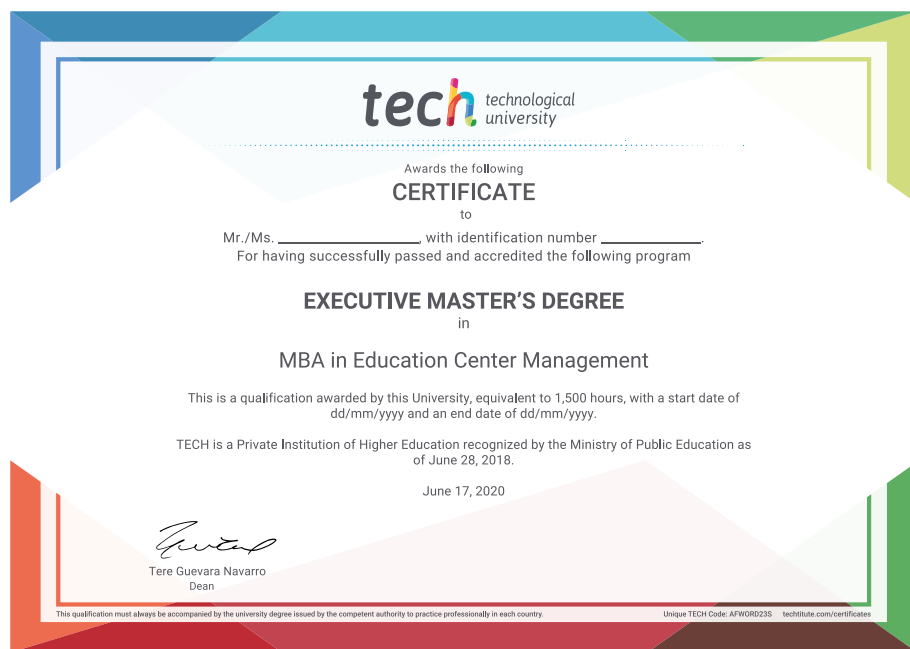 tech technological
university
Awards the following
CERTIFICATE
to
Mr./Ms. ____________________, with identification number ______________.
For having successfully passed and accredited the following program
EXECUTIVE MASTER'S DEGREE
in
MBA in Education Center Management
This is a qualification awarded by this University, equivalent to 1,500 hours, with a start date of
dd/mm/yyyy and an end date of dd/mm/yyyy.
TECH is a Private Institution of Higher Education recognized by the Ministry of Public Education as
of June 28, 2018.
June 17, 2020
Tere Guevara Navarro
Dean
This qualification must always be accompanied by the university degree issued by the competent authority to practice professionally in each country.
Unique TECH Code: AFWORD23S techtitute.com/certificates